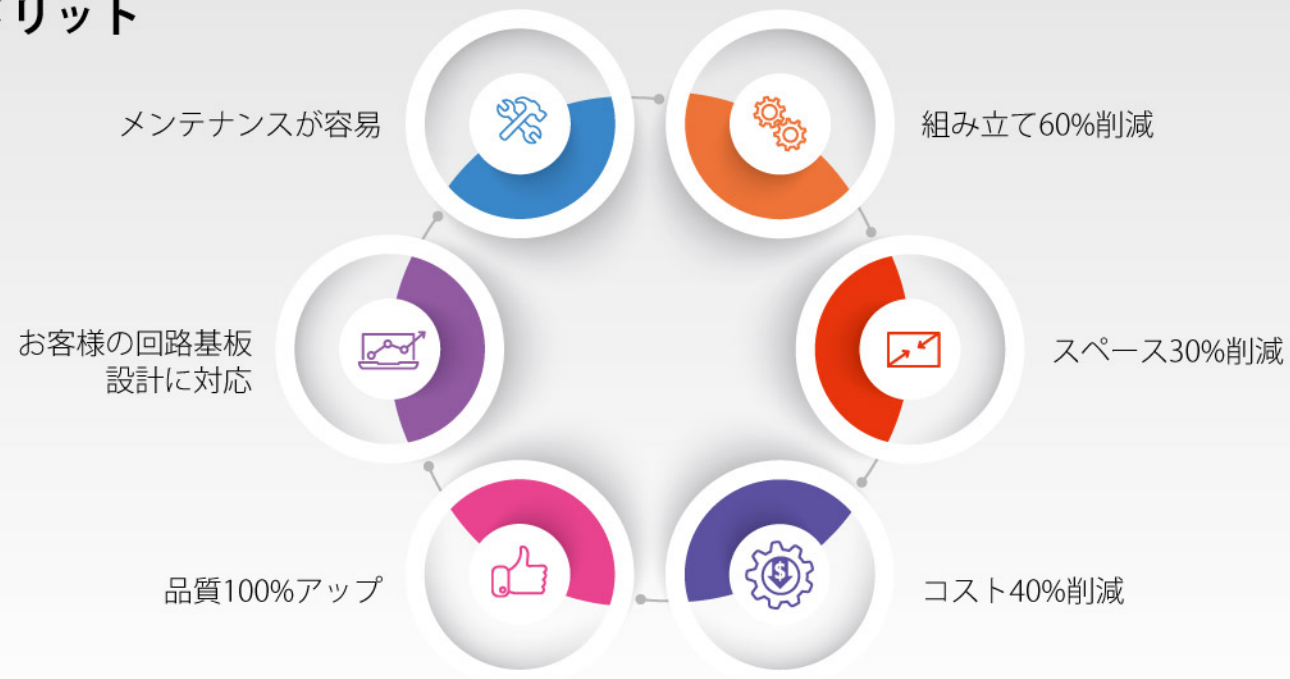 リット
メンテナンスが容易
組み立て60%削減
お客様の回路基板
設計に対応
スペース30%削減
品質100%アップ
コスト40%削減